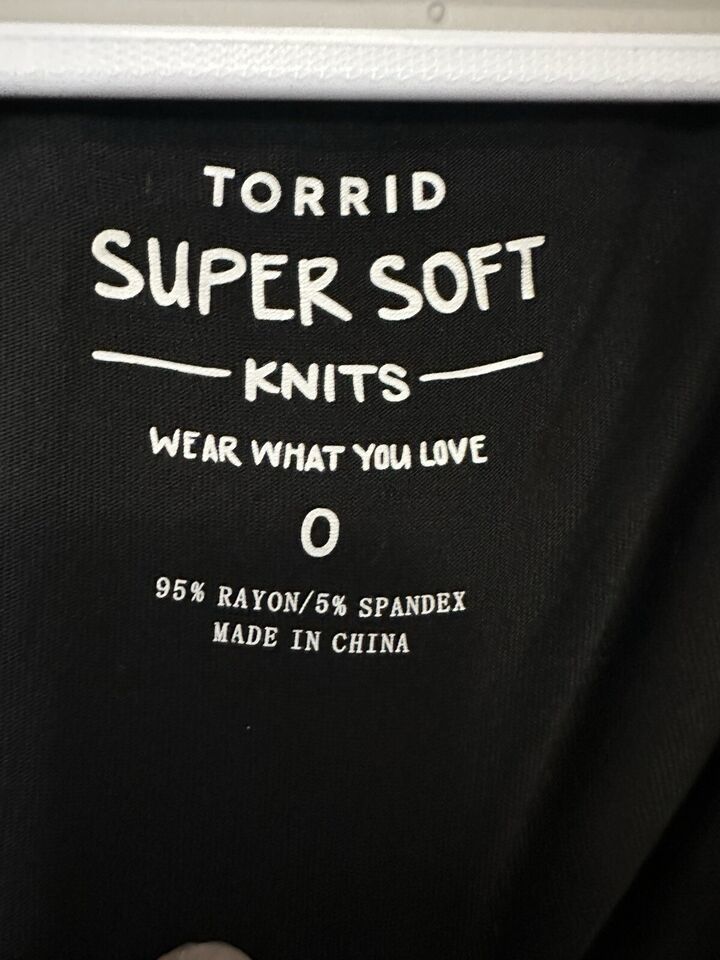 TORRID
SUPER SOFT
KNITS
WEAR WHAT YOU LOVE
0
95% RAYON/5% SPANDEX
MADE IN CHINA